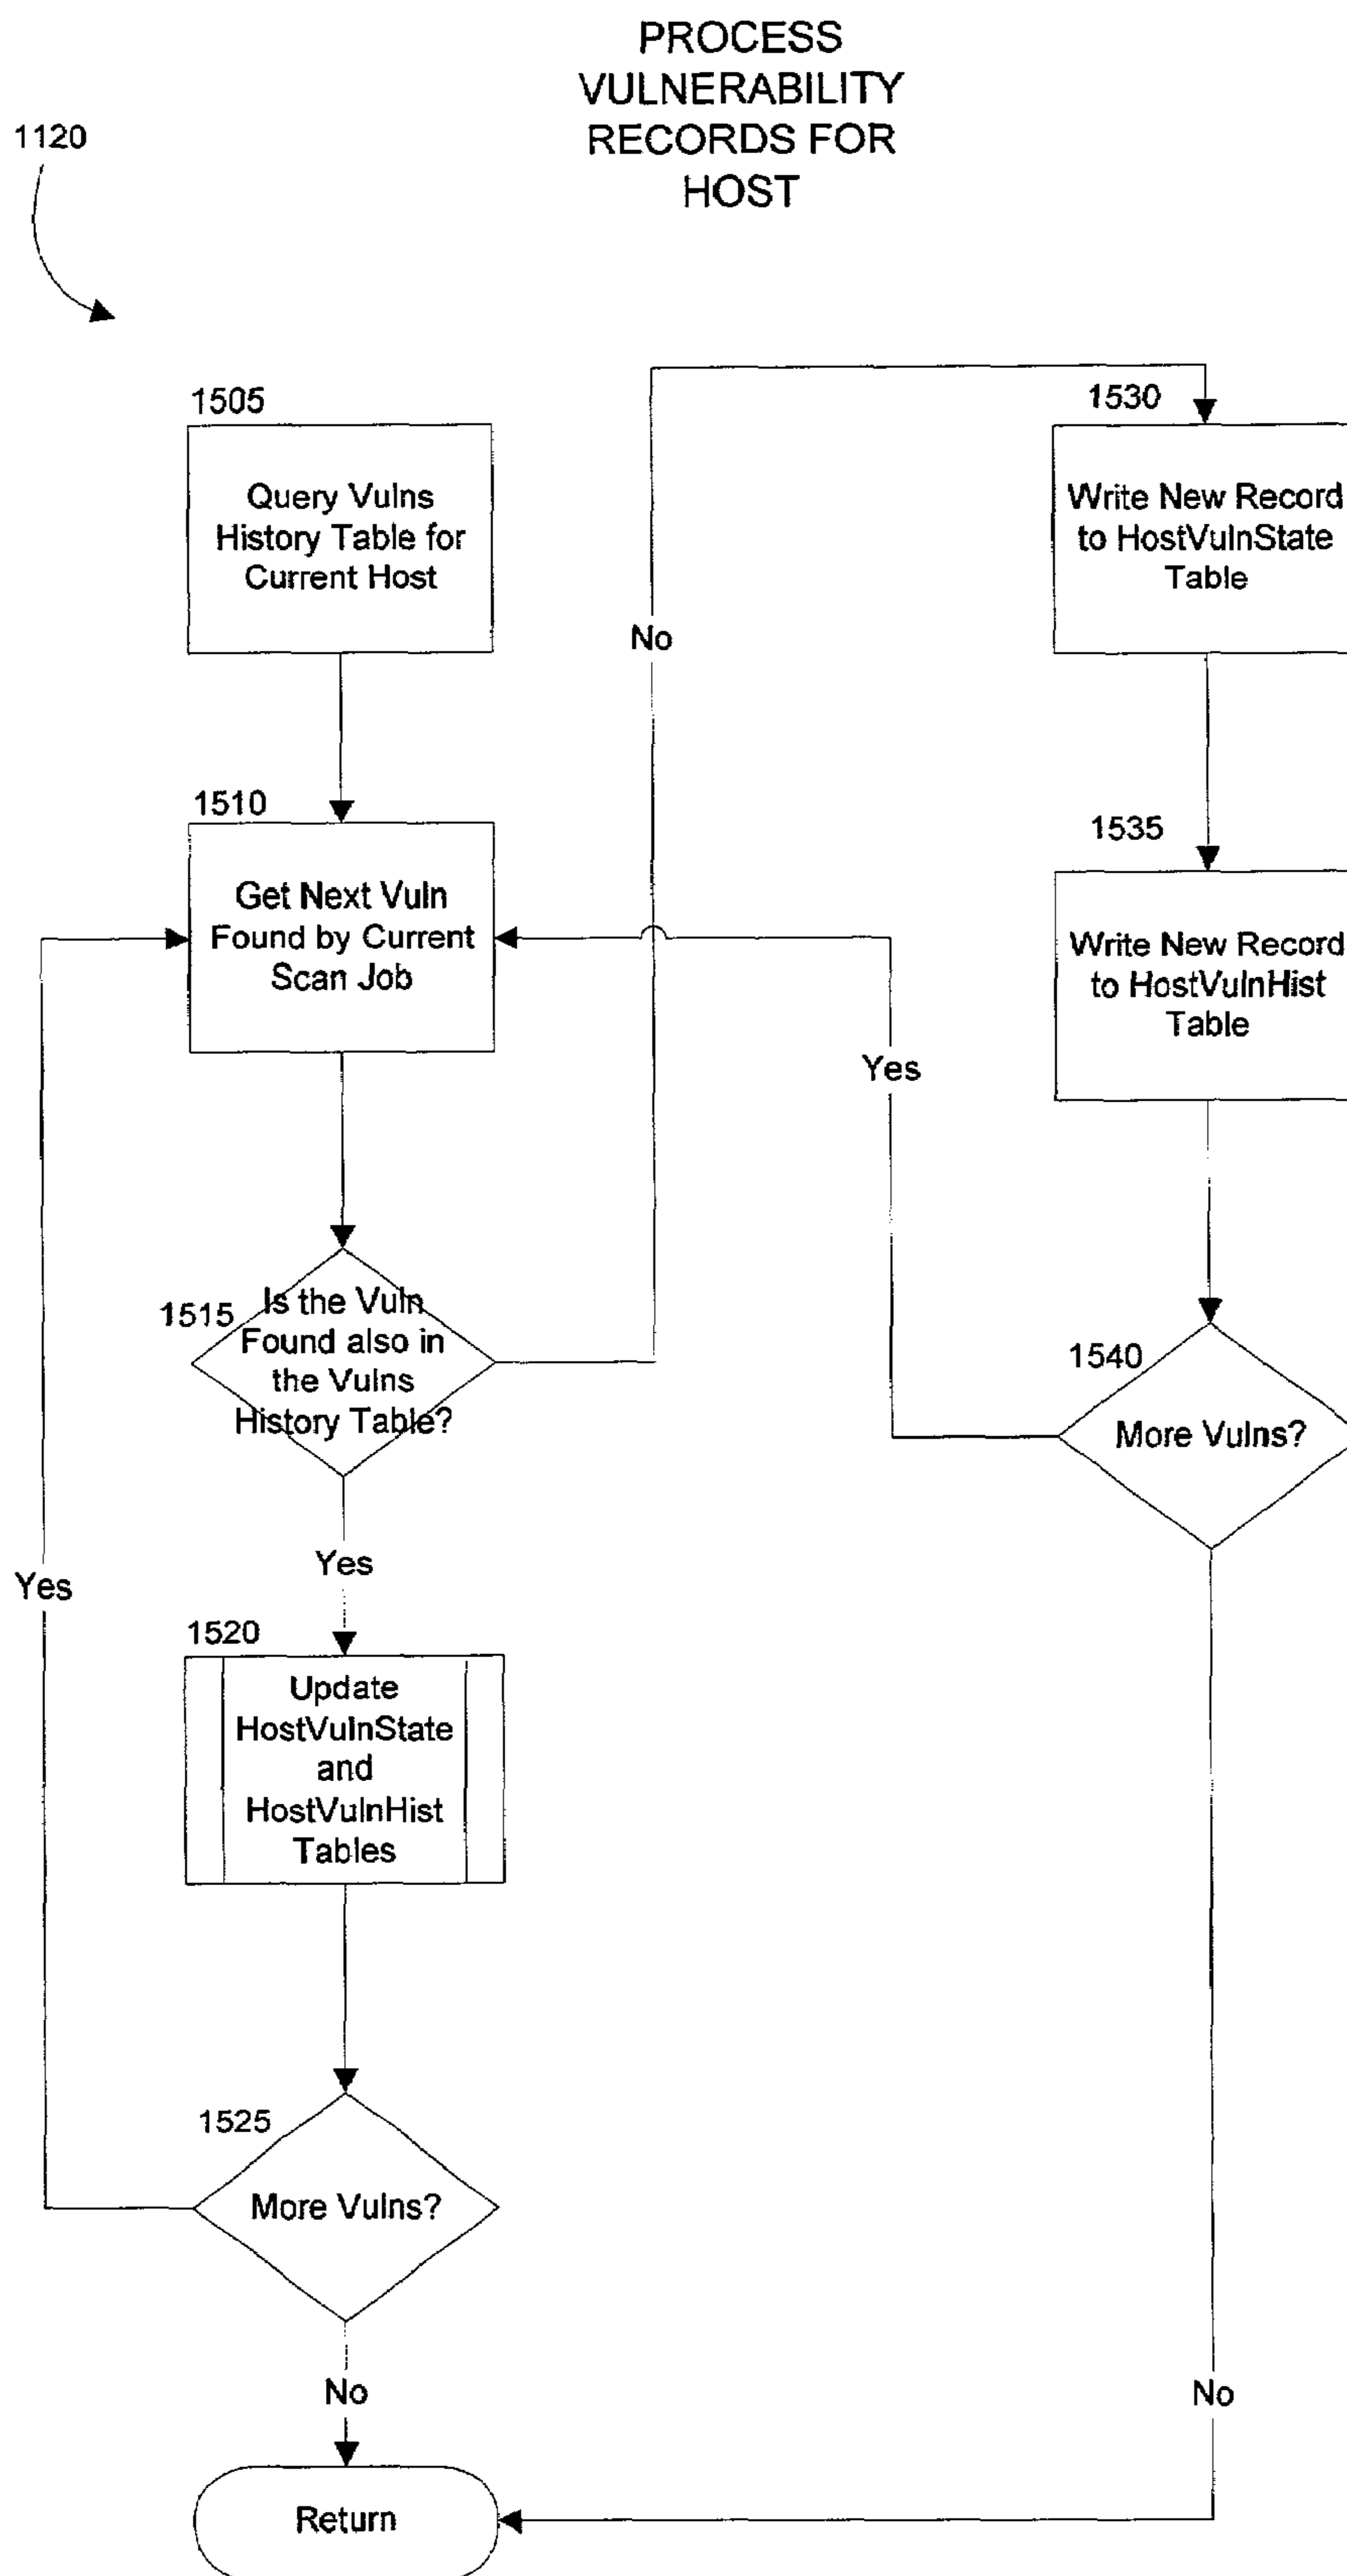 PROCESS
VULNERABILITY
RECORDS FOR
HOST
1120
1505
Query Vulns
History Table for
Current Host
1510
Get Next Vuln
Found by Current
Scan Job
1515
Is the Vuln
Found also in
the Vulns
History Table?
Yes
No
1520
Update
HostVulnState
and
HostVulnHist
Tables
1525
More Vulns?
Yes
No
Return
1530
Write New Record
to HostVulnState
Table
1535
Write New Record
to HostVulnHist
Table
1540
More Vulns?
Yes
No